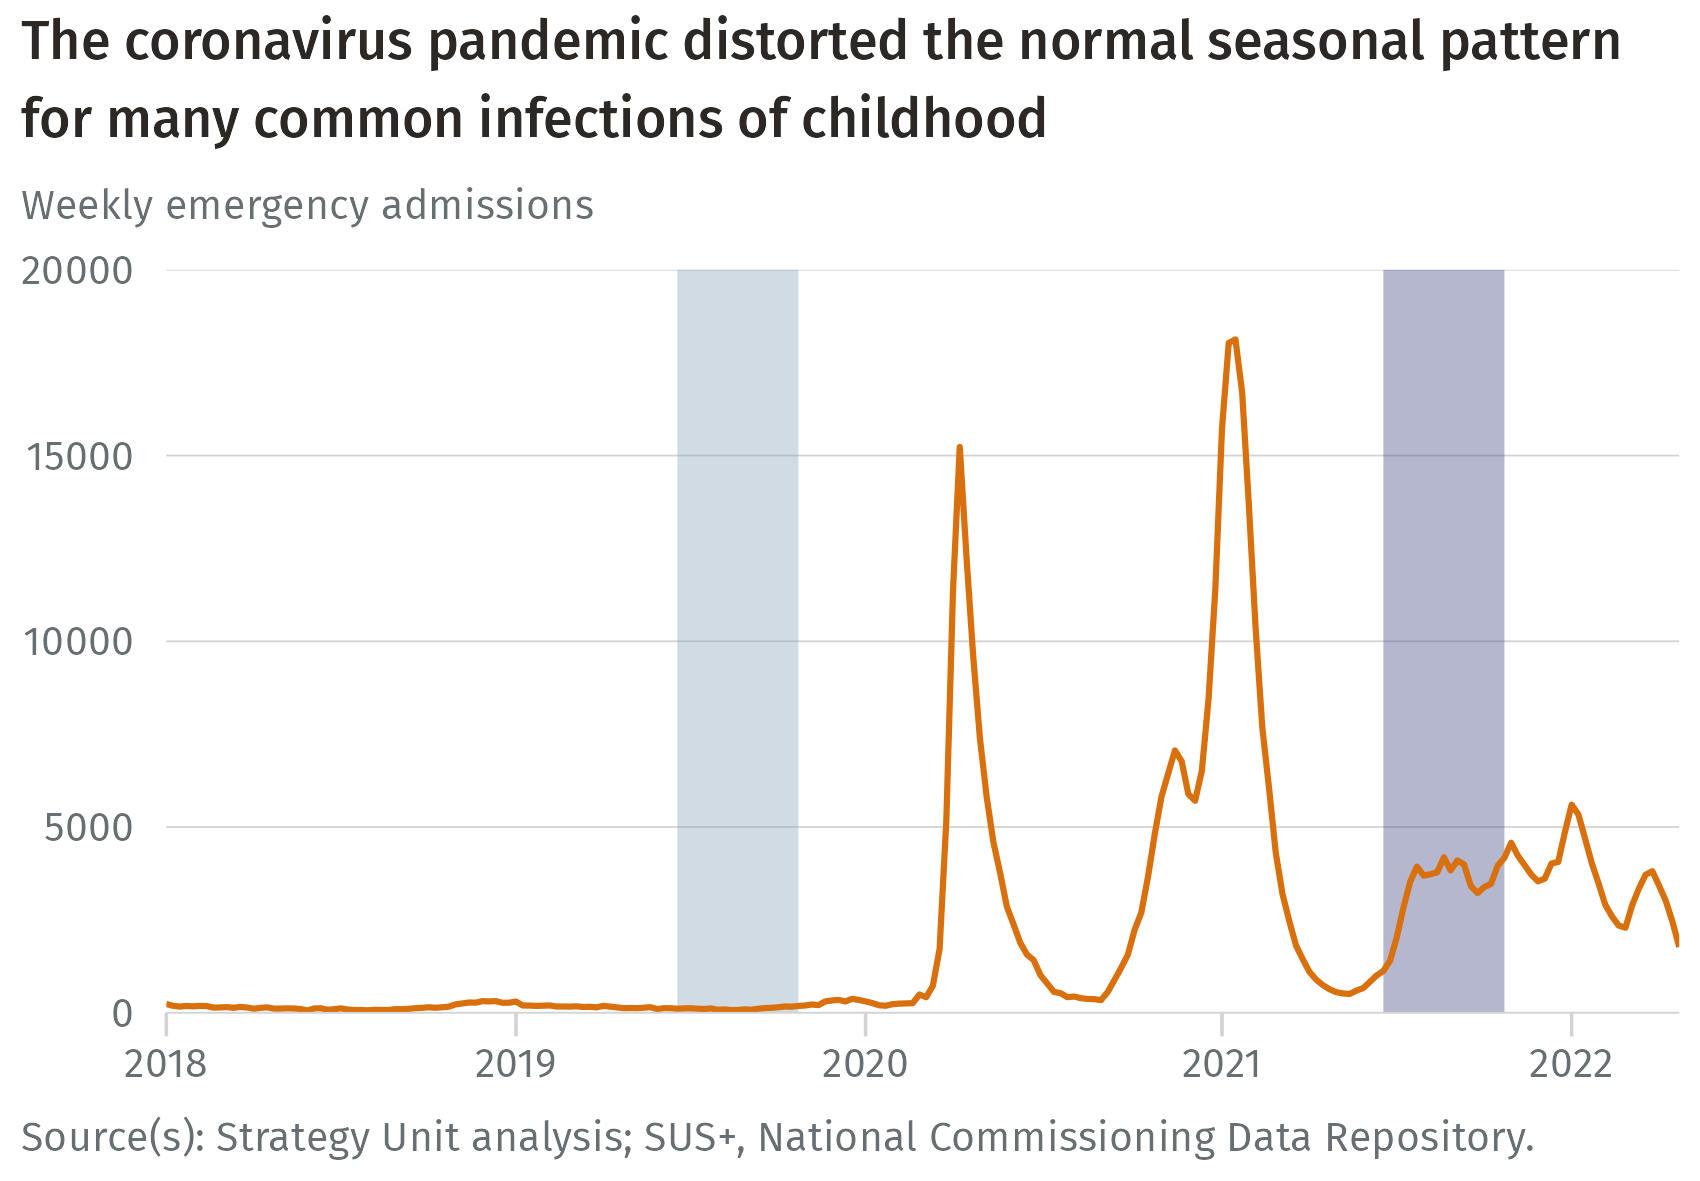 The coronavirus pandemic distorted the normal seasonal pattern
for many common infections of childhood
Weekly emergency admissions
20000
15000
10000
5000
0
2018 2019 2020 2021 2022
Source(s): Strategy Unit analysis; SUS+, National Commissioning Data Repository.